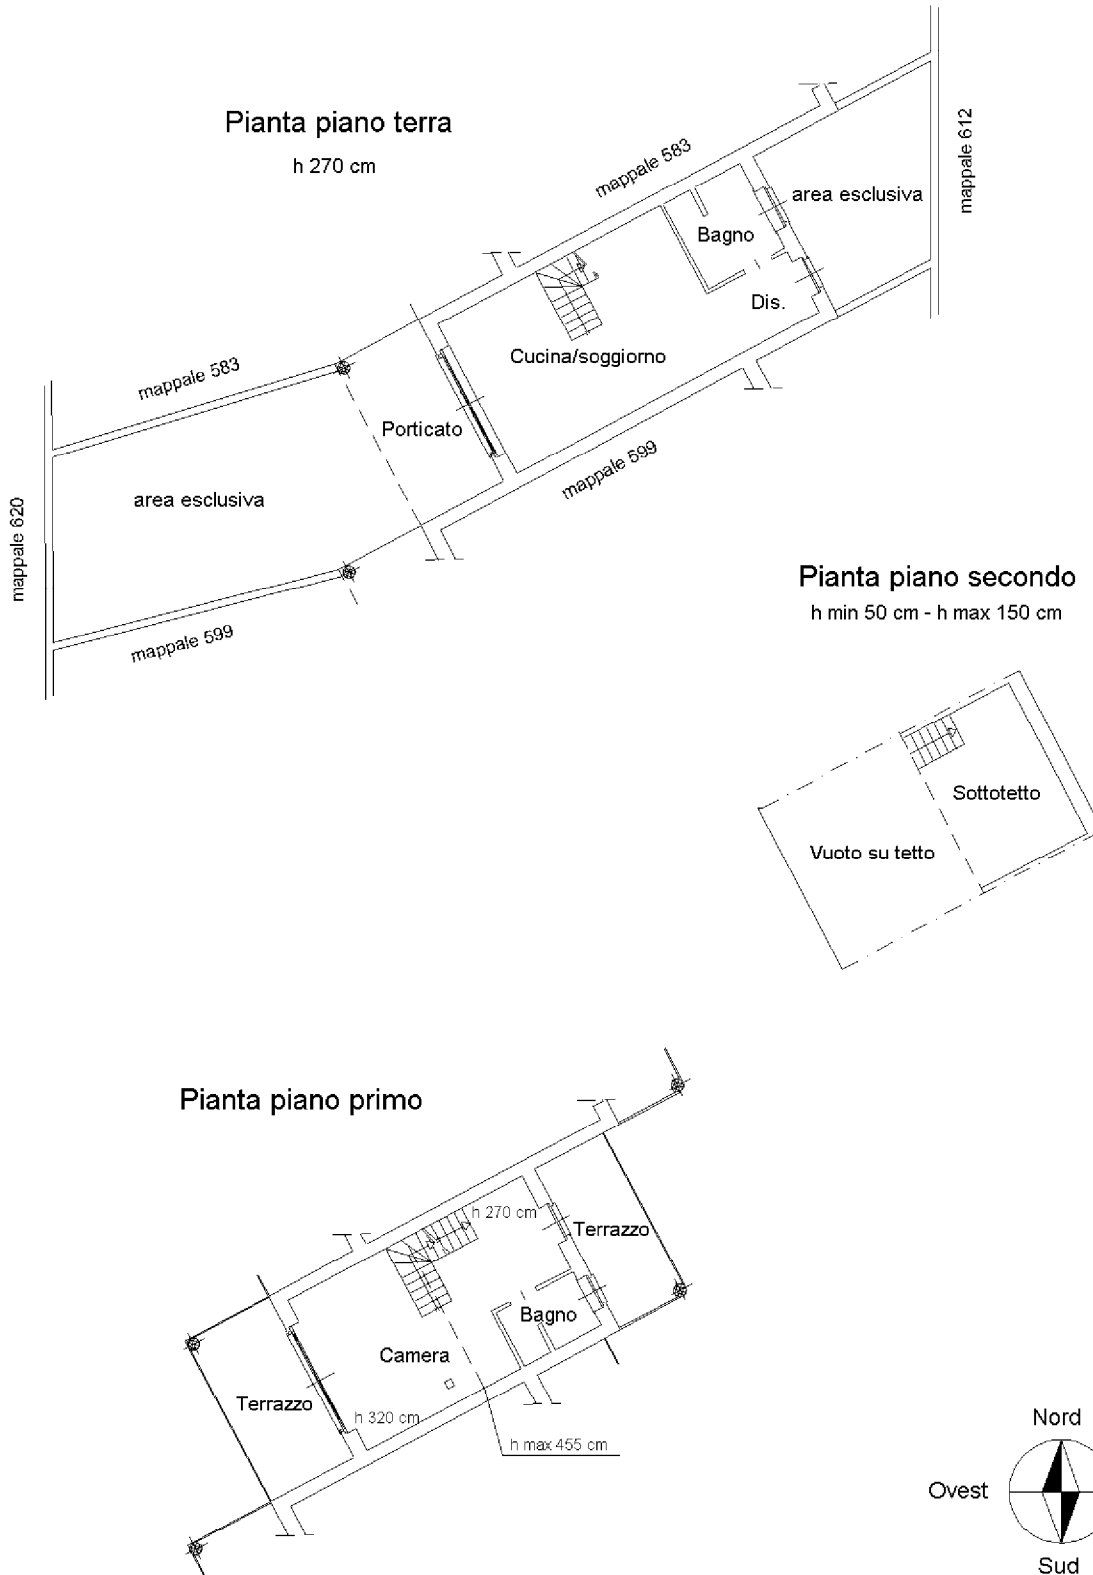 Pianta piano terra
h 270 cm
mappale 583
mappale 612
area esclusiva
Bagno
Dis.
Cucina/soggiorno
mappale 583
Porticato
mappale 599
area esclusiva
mappale 620
mappale 599
Pianta piano secondo
h min 50 cm - h max 150 cm
Sottotetto
Vuoto su tetto
Pianta piano primo
h 270 cm
Terrazzo
Bagno
Camera
Terrazzo
h 320 cm
h max 455 cm
Nord
Ovest
Sud